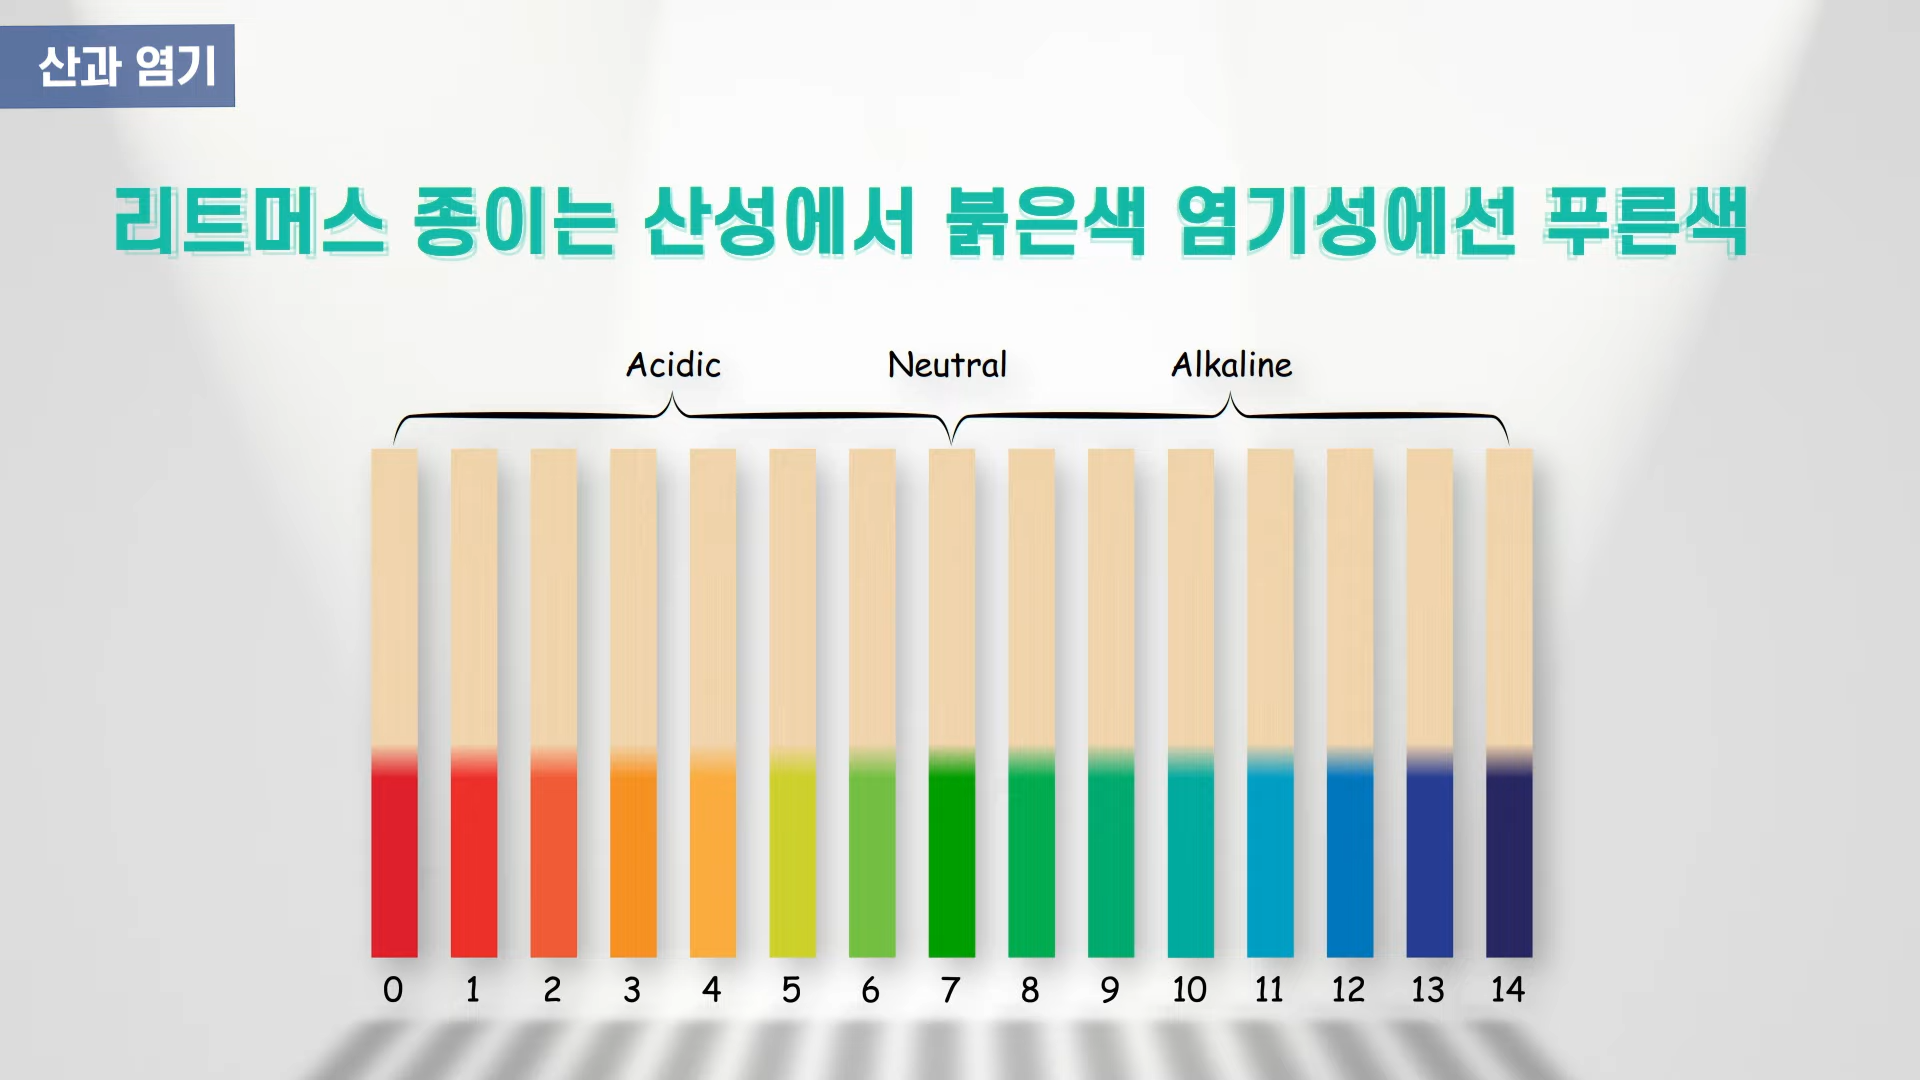 산과 염기
리트머스 종이는 산성에서 붉은색 염기성에선 푸른색
Acidic Neutral Alkaline
0 1 2 3 4 5 6 7 8 9 10 11 12 13 14